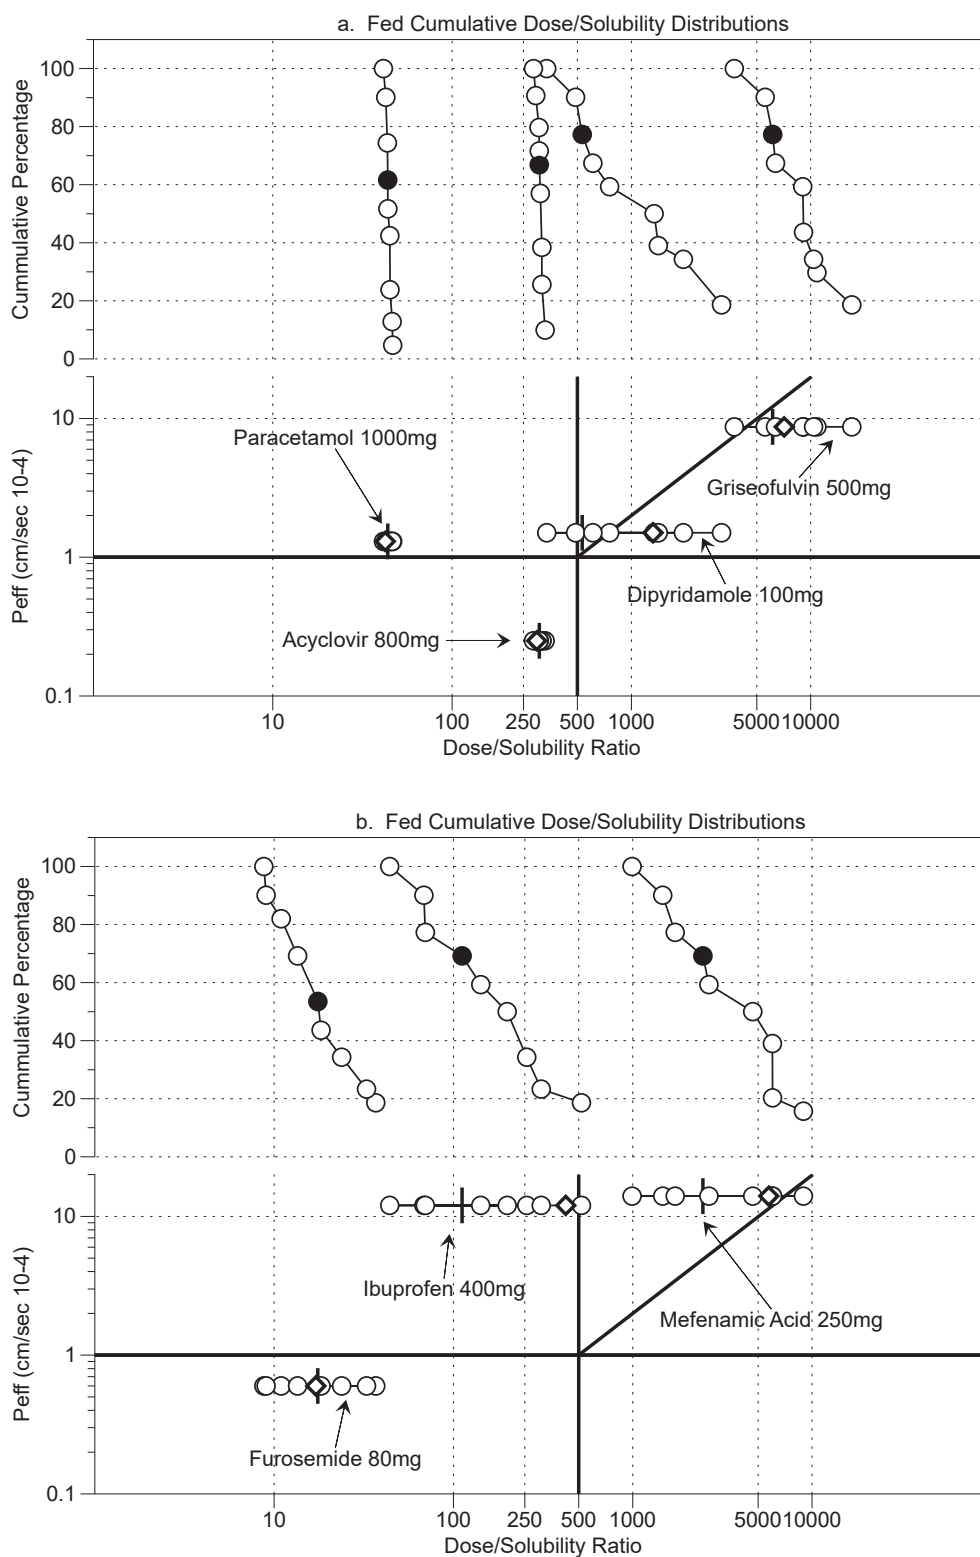 a. Fed Cumulative Dose/Solubility Distributions
Cummulative Percentage
100
80
60
40
20
0
Peff (cm/sec 10-4)
10
1
0.1
Paracetamol 1000mg
Griseofulvin 500mg
Dipyridamole 100mg
Acyclovir 800mg
10 100 250 500 1000 5000 10000
Dose/Solubility Ratio
b. Fed Cumulative Dose/Solubility Distributions
Cummulative Percentage
100
80
60
40
20
0
Peff (cm/sec 10-4)
10
1
0.1
Ibuprofen 400mg
Mefenamic Acid 250mg
Furosemide 80mg
10 100 250 500 1000 5000 10000
Dose/Solubility Ratio